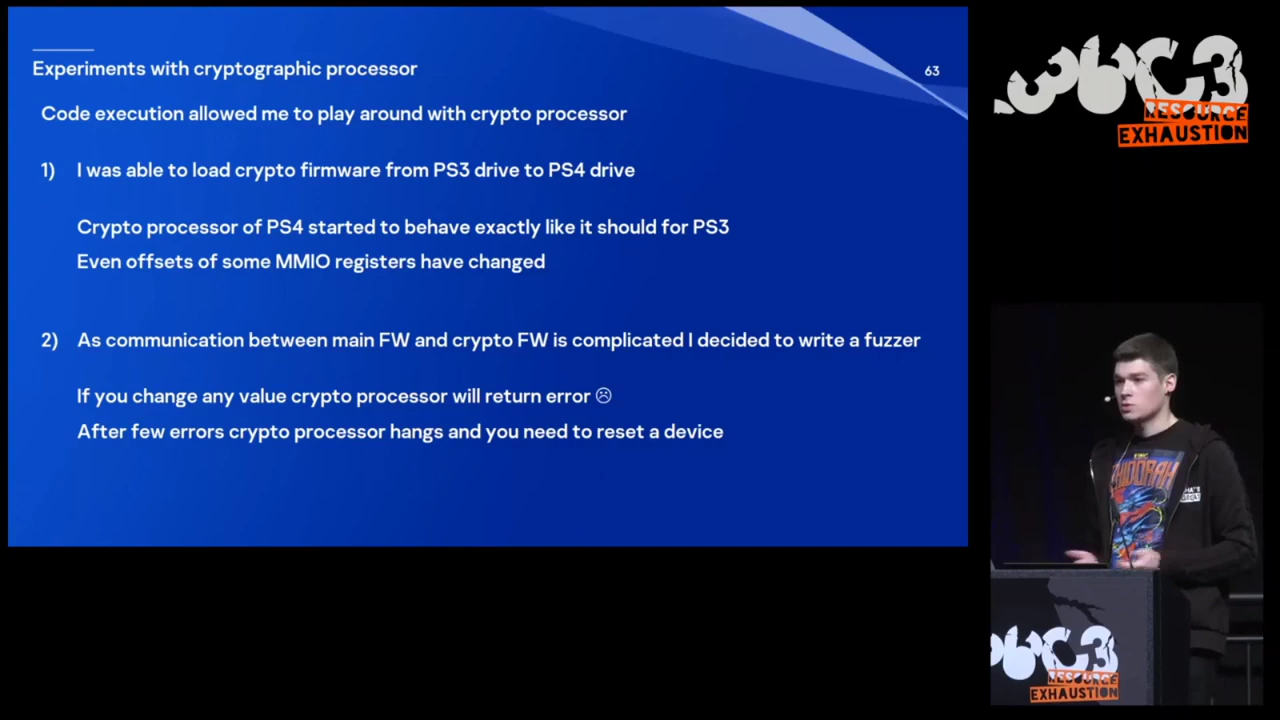 Experiments with cryptographic processor
63
Code execution allowed me to play around with crypto processor
1) I was able to load crypto firmware from PS3 drive to PS4 drive
Crypto processor of PS4 started to behave exactly like it should for PS3
Even offsets of some MMIO registers have changed
2) As communication between main FW and crypto FW is complicated I decided to write a fuzzer
If you change any value crypto processor will return error ☹
After few errors crypto processor hangs and you need to reset a device
36C3
RESOURCE
EXHAUSTION
36C3
RESOURCE
EXHAUSTION